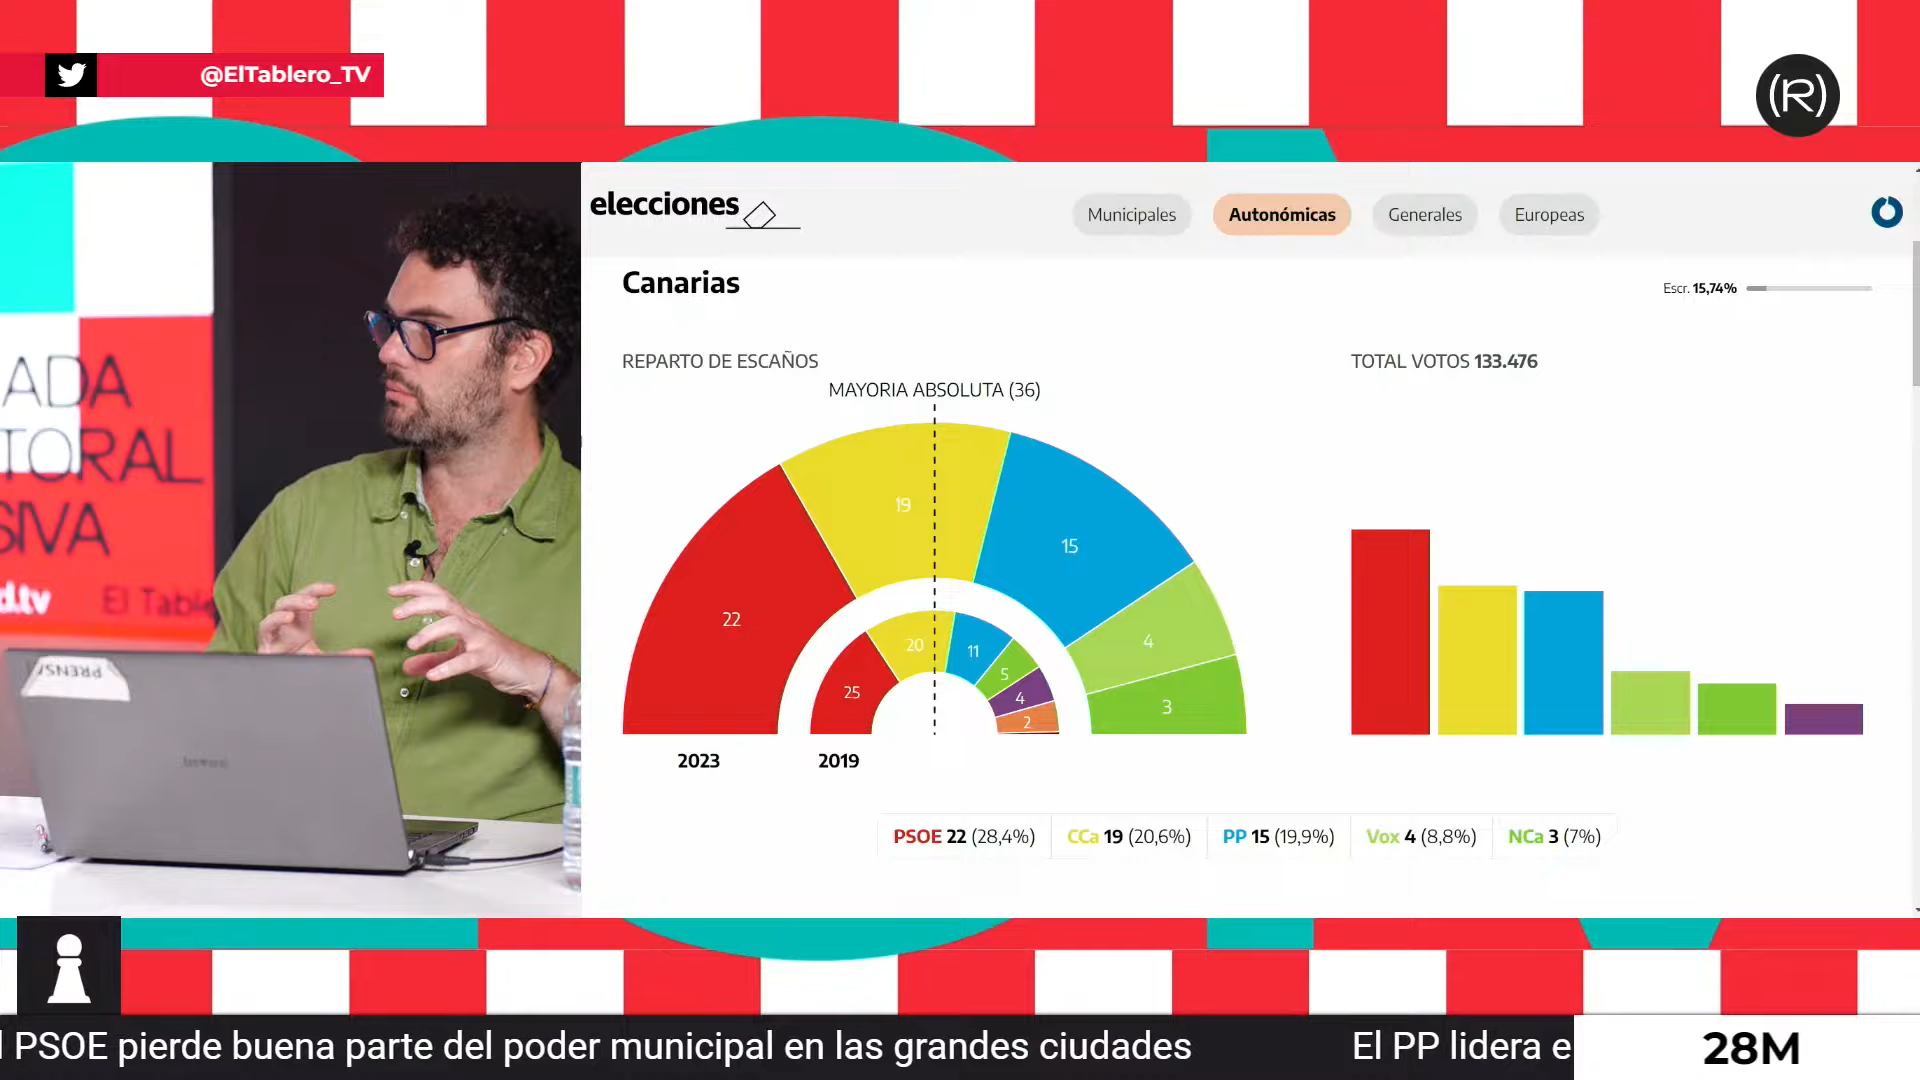 @ElTablero_TV
(R)
ADA
TORAL
SIVA
d.tv
El Table
PRENSA
elecciones
Municipales
Autonómicas
Generales
Europeas
Canarias
Escr. 15,74%
REPARTO DE ESCAÑOS
MAYORIA ABSOLUTA (36)
TOTAL VOTOS 133.476
22
19
15
4
3
25
20
11
5
4
2
2023
2019
PSOE 22 (28,4%)
CCa 19 (20,6%)
PP 15 (19,9%)
Vox 4 (8,8%)
NCa 3 (7%)
l PSOE pierde buena parte del poder municipal en las grandes ciudades
El PP lidera e
28M